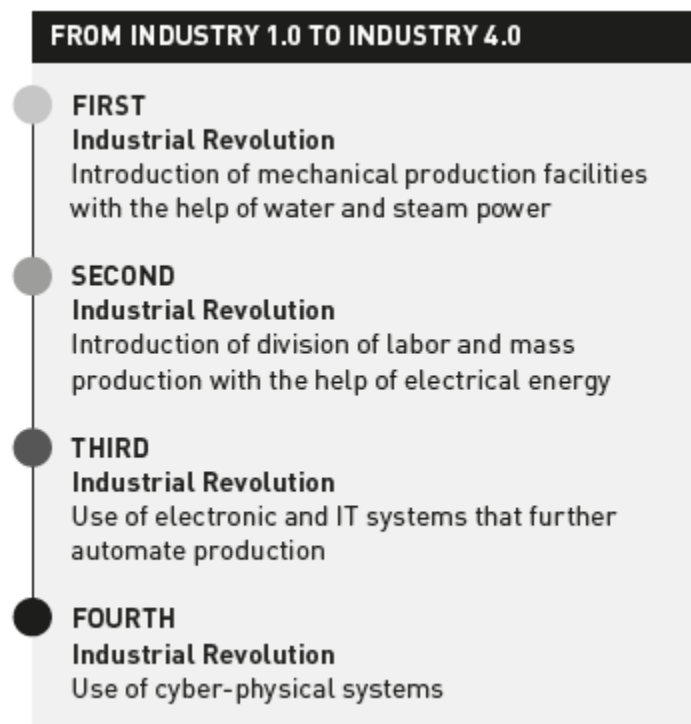 FROM INDUSTRY 1.0 TO INDUSTRY 4.0
FIRST
Industrial Revolution
Introduction of mechanical production facilities
with the help of water and steam power
SECOND
Industrial Revolution
Introduction of division of labor and mass
production with the help of electrical energy
THIRD
Industrial Revolution
Use of electronic and IT systems that further
automate production
FOURTH
Industrial Revolution
Use of cyber-physical systems